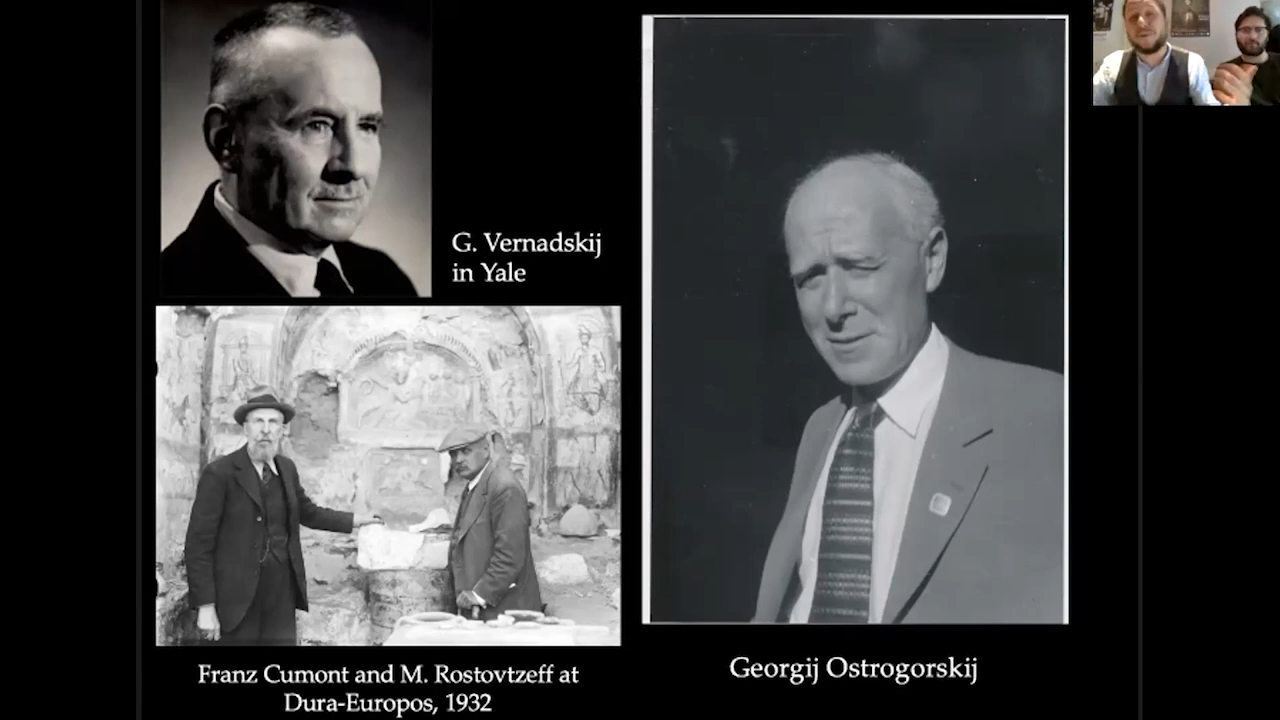 G. Vernadskij
in Yale
Franz Cumont and M. Rostovtzeff at
Dura-Europos, 1932
Georgij Ostrogorskij